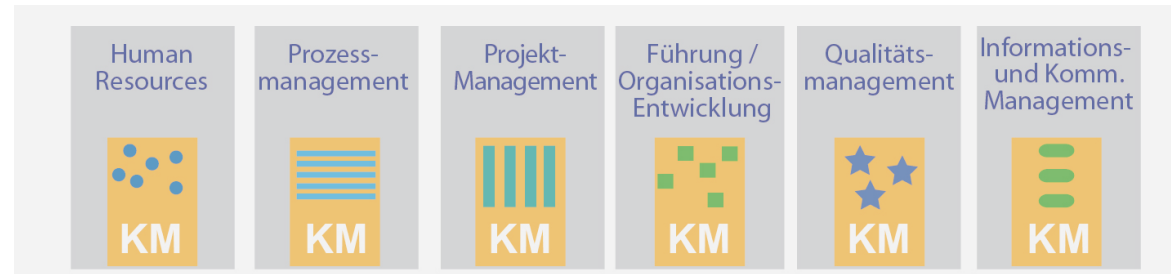 Human
Resources
Prozess-
management
Projekt-
Management
Führung /
Organisations-
Entwicklung
Qualitäts-
management
Informations-
und Komm.
Management
KM
KM
KM
KM
KM
KM